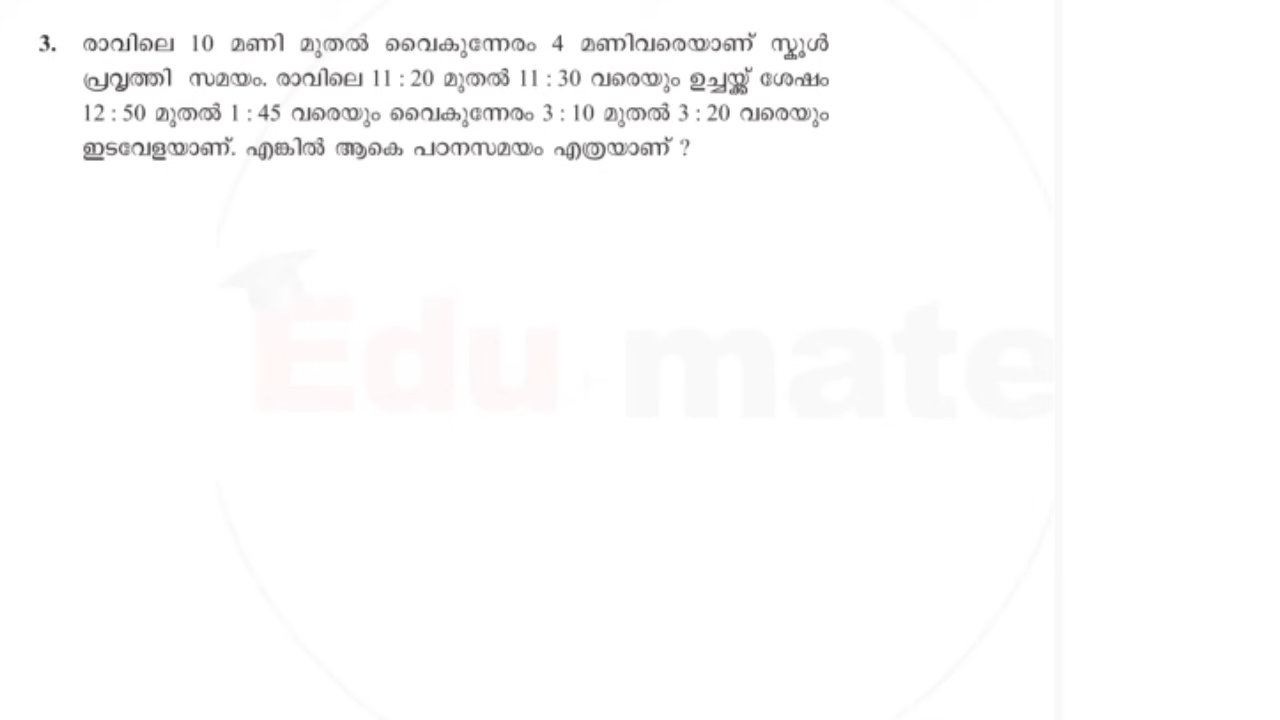 3. രാവിലെ 10 മണി മുതൽ വൈകുന്നേരം 4 മണിവരെയാണ് സ്കൂൾ
പ്രവൃത്തി സമയം. രാവിലെ 11 : 20 മുതൽ 11 : 30 വരെയും ഉച്ചയ്ക്ക് ശേഷം
12 : 50 മുതൽ 1 : 45 വരെയും വൈകുന്നേരം 3 : 10 മുതൽ 3 : 20 വരെയും
ഇടവേളയാണ്. എങ്കിൽ ആകെ പഠനസമയം എത്രയാണ് ?
Edu mate